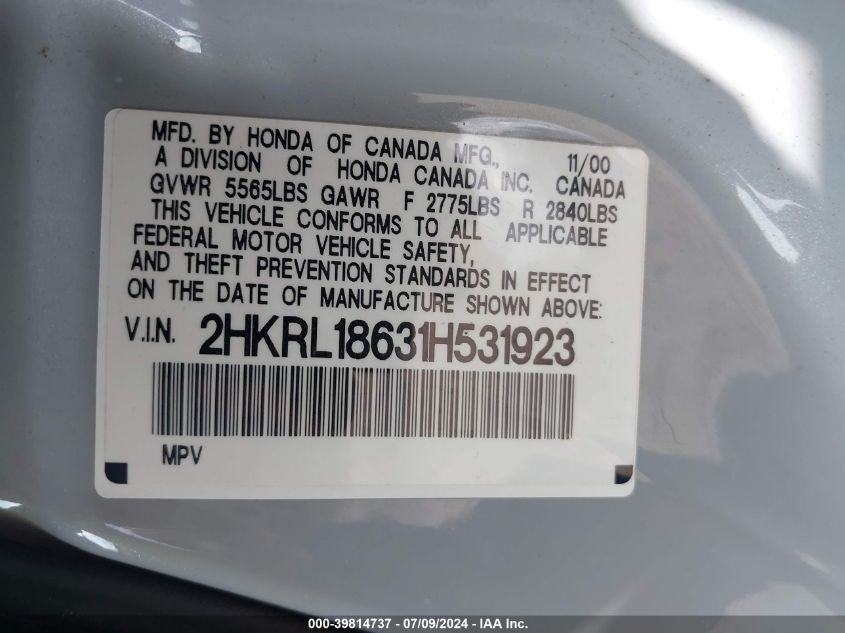 MFD. BY HONDA OF CANADA MFG., 11/00
A DIVISION OF HONDA CANADA INC. CANADA
GVWR 5565LBS GAWR F 2775LBS R 2840LBS
THIS VEHICLE CONFORMS TO ALL APPLICABLE
FEDERAL MOTOR VEHICLE SAFETY,
AND THEFT PREVENTION STANDARDS IN EFFECT
ON THE DATE OF MANUFACTURE SHOWN ABOVE:
V.I.N. 2HKRL18631H531923
MPV
000-39814737 - 07/09/2024 - IAA Inc.